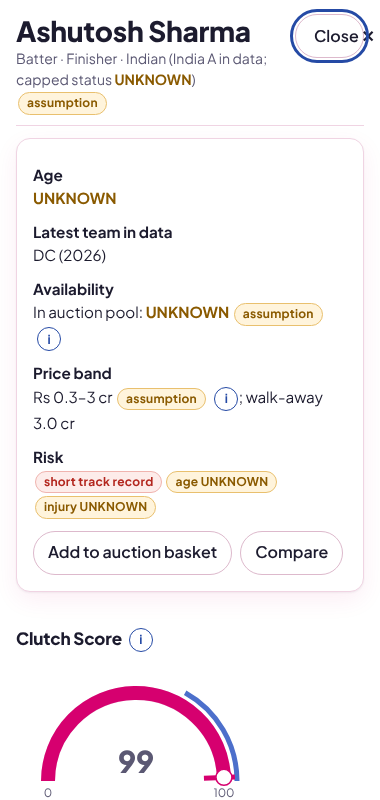 Ashutosh Sharma
Close ×
Batter · Finisher · Indian (India A in data;
capped status UNKNOWN)
assumption
Age
UNKNOWN
Latest team in data
DC (2026)
Availability
In auction pool: UNKNOWN assumption
i
Price band
Rs 0.3–3 cr assumption i ; walk-away
3.0 cr
Risk
short track record age UNKNOWN
injury UNKNOWN
Add to auction basket Compare
Clutch Score i
99
0 100